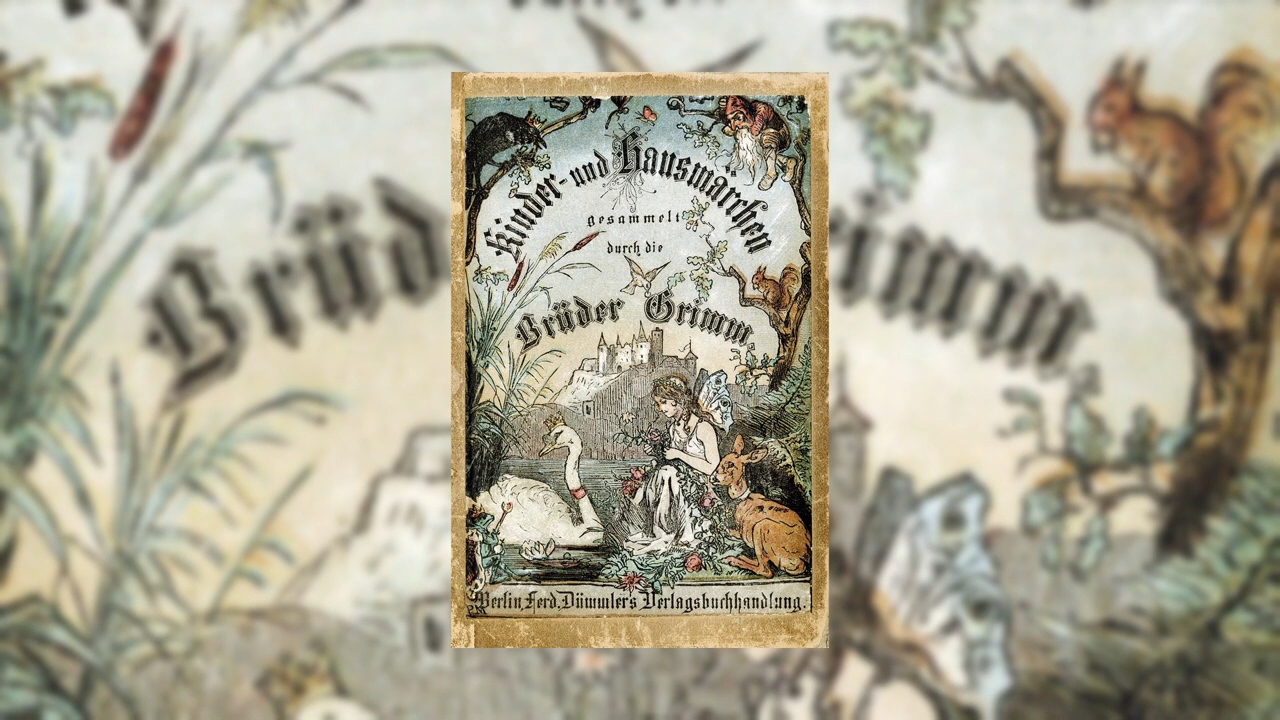 Kinder- und Hausmärchen
gesammelt
durch die
Brüder Grimm
Berlin, Ferd. Dümmler's Verlagsbuchhandlung.